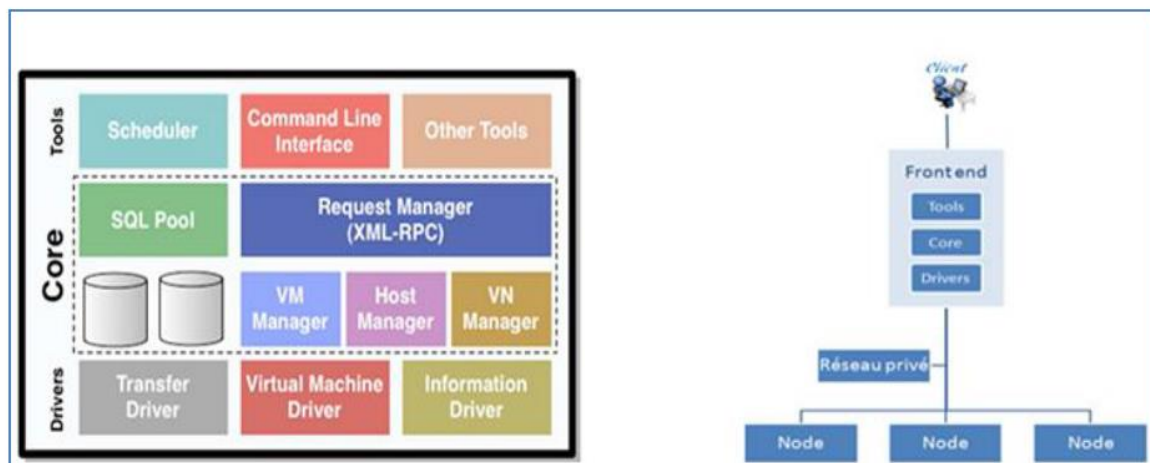 Tools
Scheduler
Command Line
Interface
Other Tools
Core
SQL Pool
Request Manager
(XML-RPC)
VM
Manager
Host
Manager
VN
Manager
Drivers
Transfer
Driver
Virtual Machine
Driver
Information
Driver
Client
Frontend
Tools
Core
Drivers
Réseau privé
Node
Node
Node